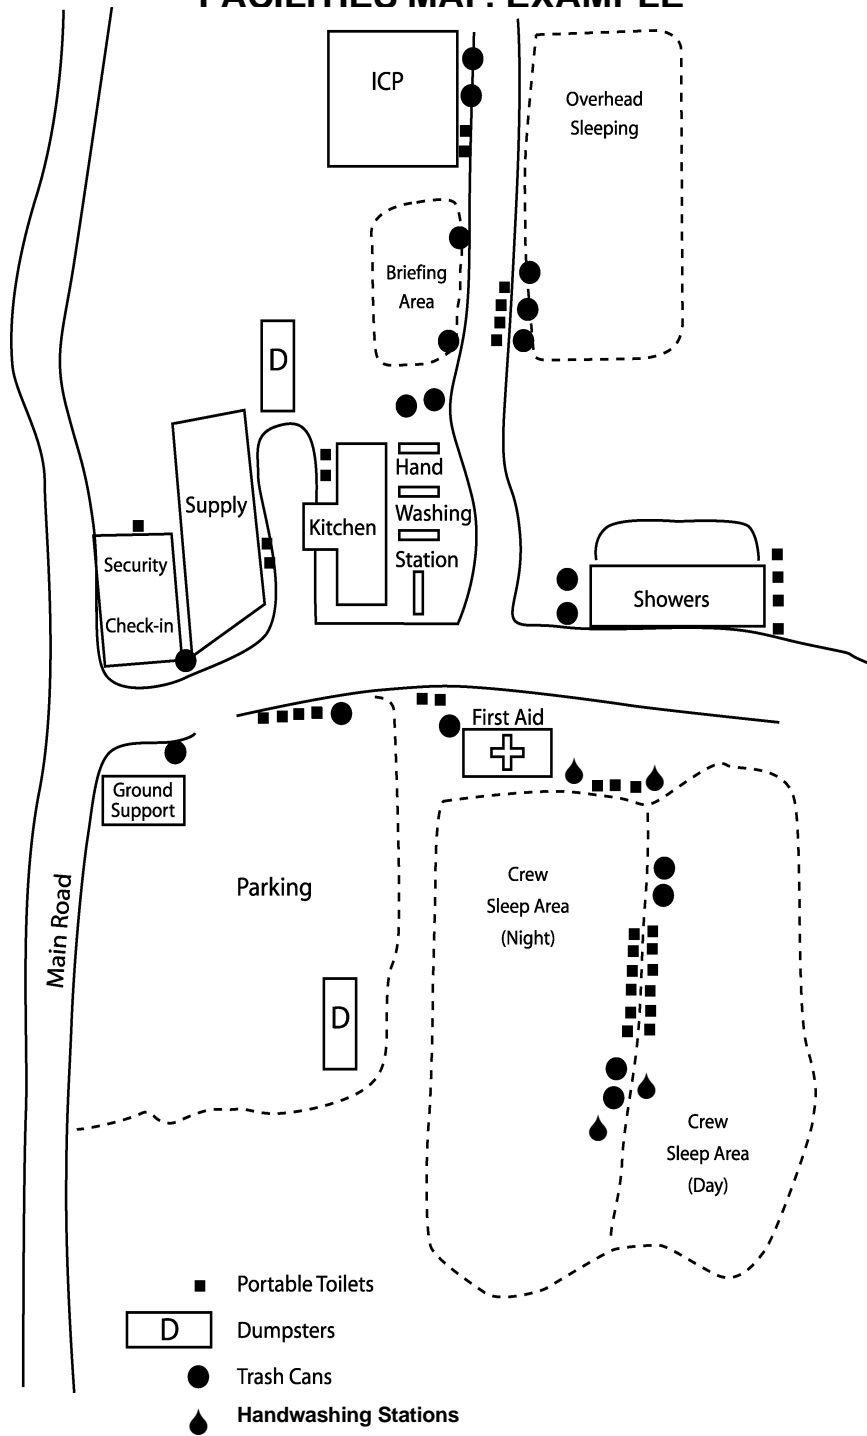 FACILITIES MAP: EXAMPLE
ICP
Overhead
Sleeping
Briefing
Area
D
Supply
Hand
Washing
Station
Kitchen
Security
Check-in
Showers
First Aid
Ground
Support
Parking
Main Road
Crew
Sleep Area
(Night)
D
Crew
Sleep Area
(Day)
Portable Toilets
D
Dumpsters
Trash Cans
Handwashing Stations